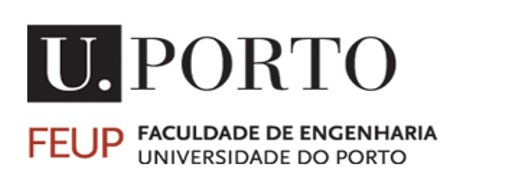 U. PORTO
FEUP FACULDADE DE ENGENHARIA
UNIVERSIDADE DO PORTO